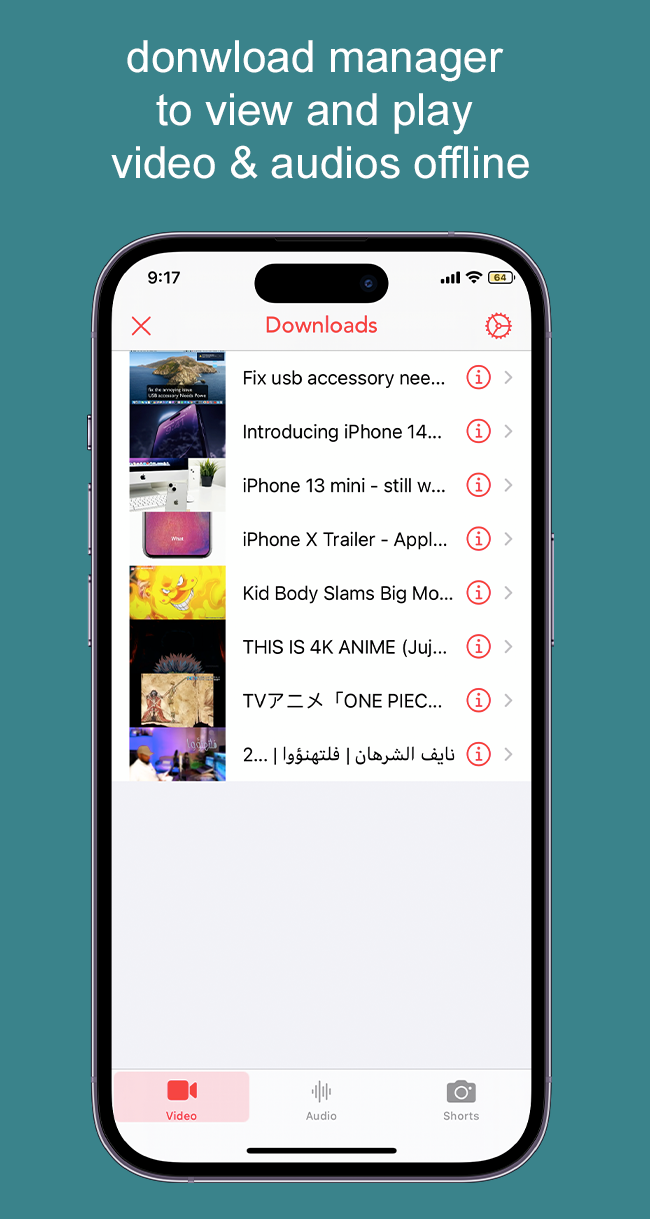 donwload manager
to view and play
video & audios offline
9:17
64
Downloads
fix the annoying issue
USB accessory Needs Power
Fix usb accessory nee...
Introducing iPhone 14...
iPhone 13 mini - still w...
What
iPhone X Trailer - Appl...
Kid Body Slams Big Mo...
THIS IS 4K ANIME (Juj...
TVアニメ「ONE PIEC...
نايف الشرهان | فلتهنؤوا | ...2
Video
Audio
Shorts